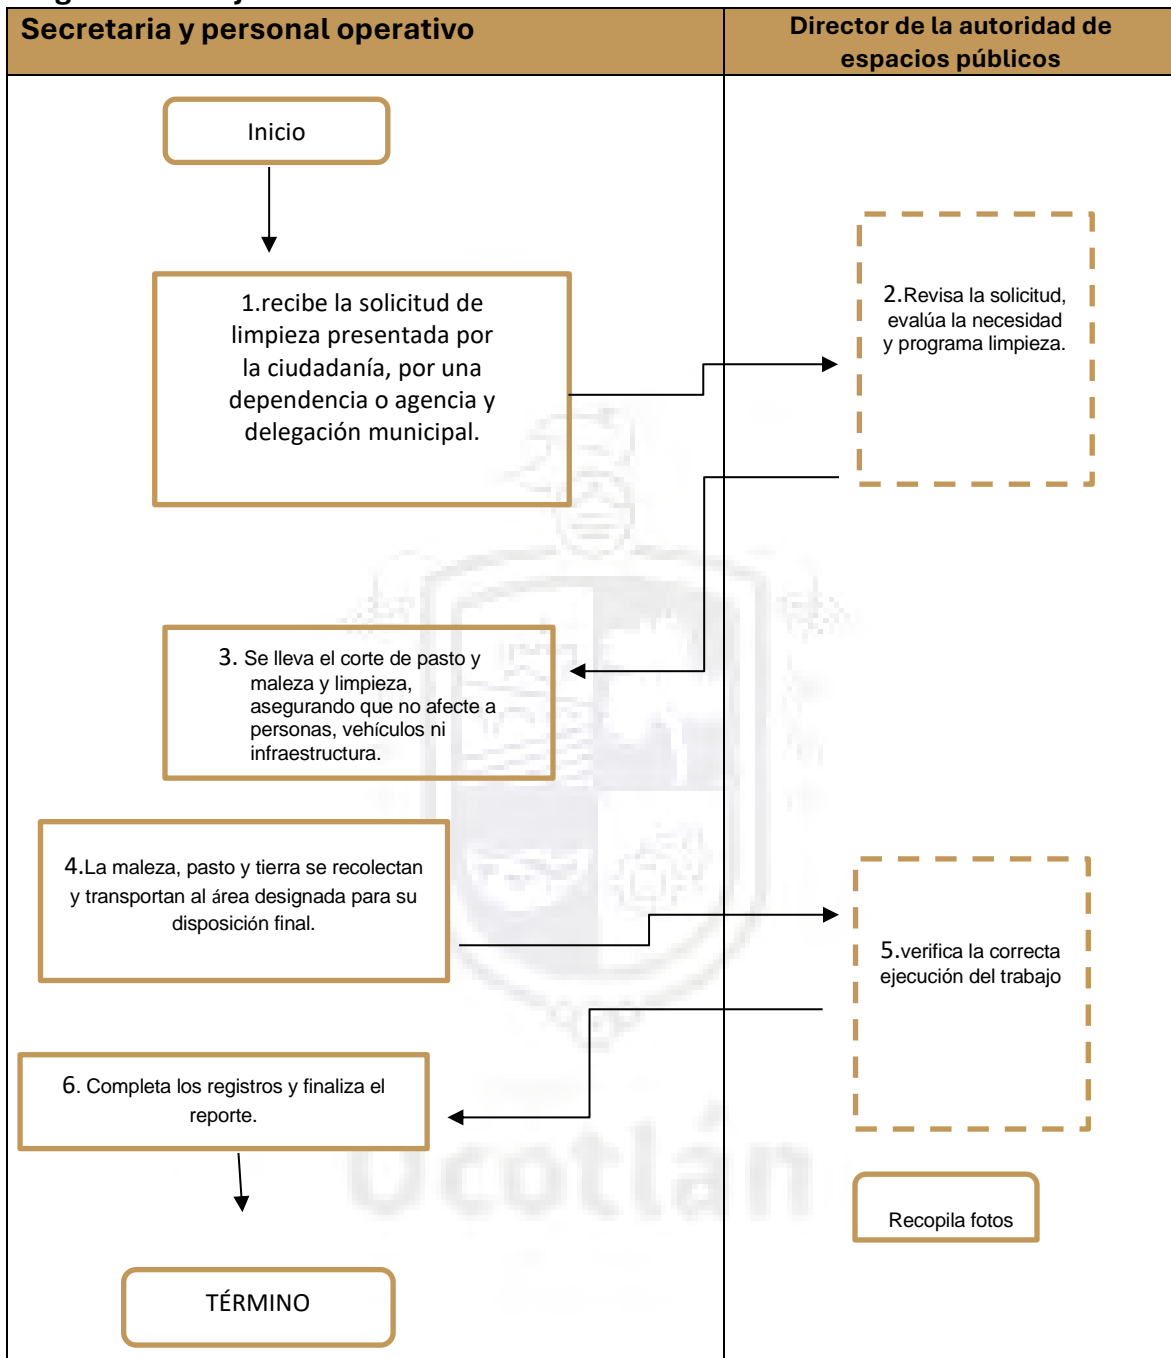 Secretaria y personal operativo
Director de la autoridad de
espacios públicos
Inicio
1.recibe la solicitud de
limpieza presentada por
la ciudadanía, por una
dependencia o agencia y
delegación municipal.
2.Revisa la solicitud,
evalúa la necesidad
y programa limpieza.
3. Se lleva el corte de pasto y
maleza y limpieza,
asegurando que no afecte a
personas, vehículos ni
infraestructura.
4.La maleza, pasto y tierra se recolectan
y transportan al área designada para su
disposición final.
5.verifica la correcta
ejecución del trabajo
6. Completa los registros y finaliza el
reporte.
Recopila fotos
TÉRMINO